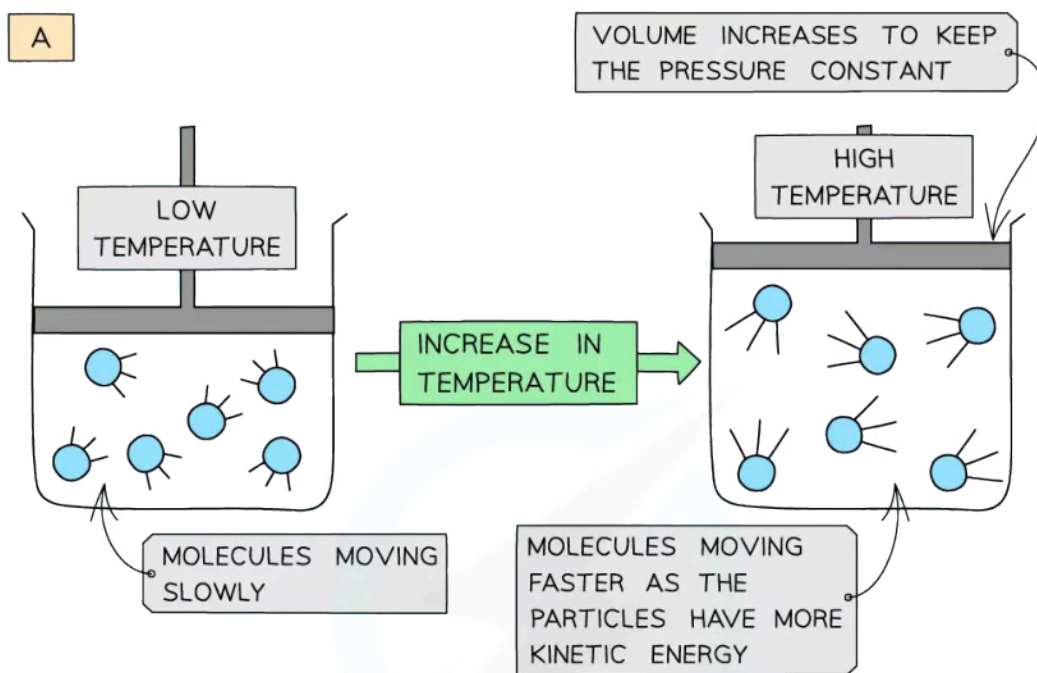 A
VOLUME INCREASES TO KEEP
THE PRESSURE CONSTANT
LOW
TEMPERATURE
HIGH
TEMPERATURE
INCREASE IN
TEMPERATURE
MOLECULES MOVING
SLOWLY
MOLECULES MOVING
FASTER AS THE
PARTICLES HAVE MORE
KINETIC ENERGY